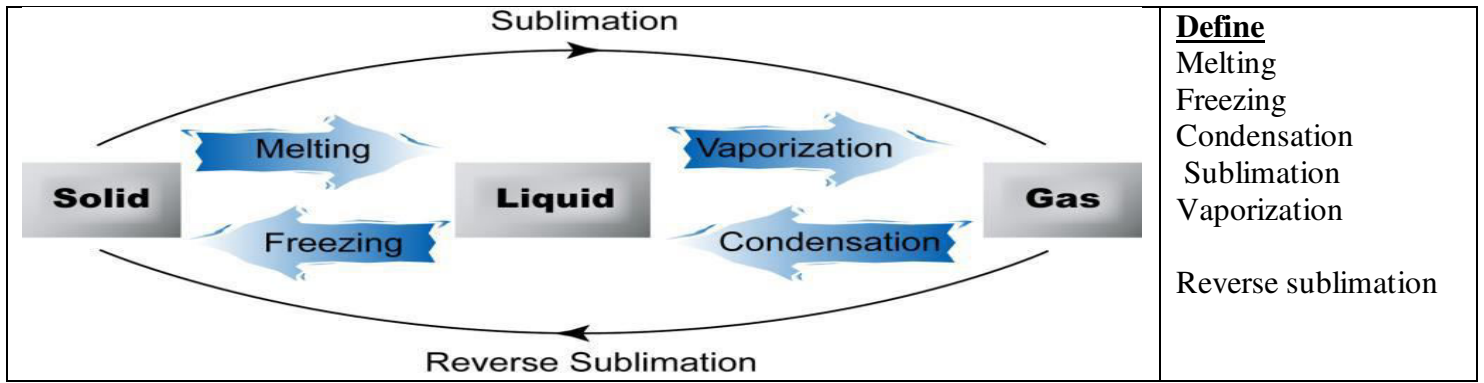 Sublimation
Melting
Vaporization
Solid
Liquid
Gas
Freezing
Condensation
Reverse Sublimation
Define
Melting
Freezing
Condensation
Sublimation
Vaporization
Reverse sublimation